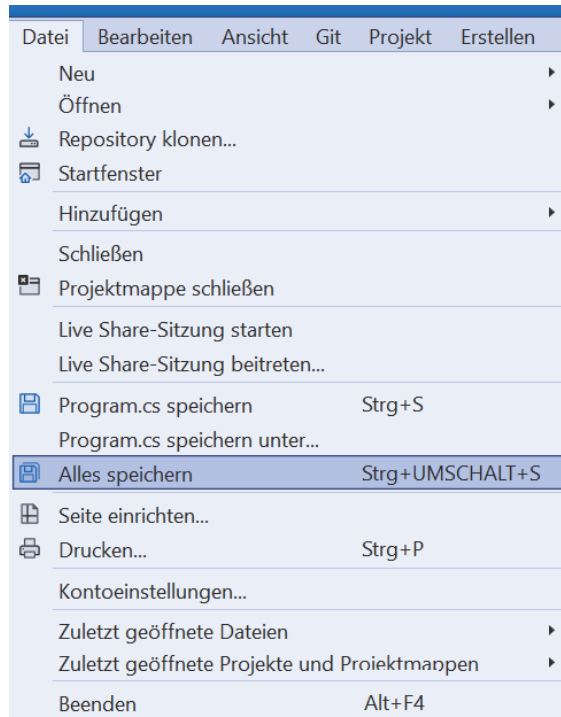 Datei Bearbeiten Ansicht Git Projekt Erstellen
Neu
Öffnen
Repository klonen...
Startfenster
Hinzufügen
Schließen
Projektmappe schließen
Live Share-Sitzung starten
Live Share-Sitzung beitreten...
Program.cs speichern Strg+S
Program.cs speichern unter...
Alles speichern Strg+UMSCHALT+S
Seite einrichten...
Drucken... Strg+P
Kontoeinstellungen...
Zuletzt geöffnete Dateien
Zuletzt geöffnete Projekte und Projektmappen
Beenden Alt+F4